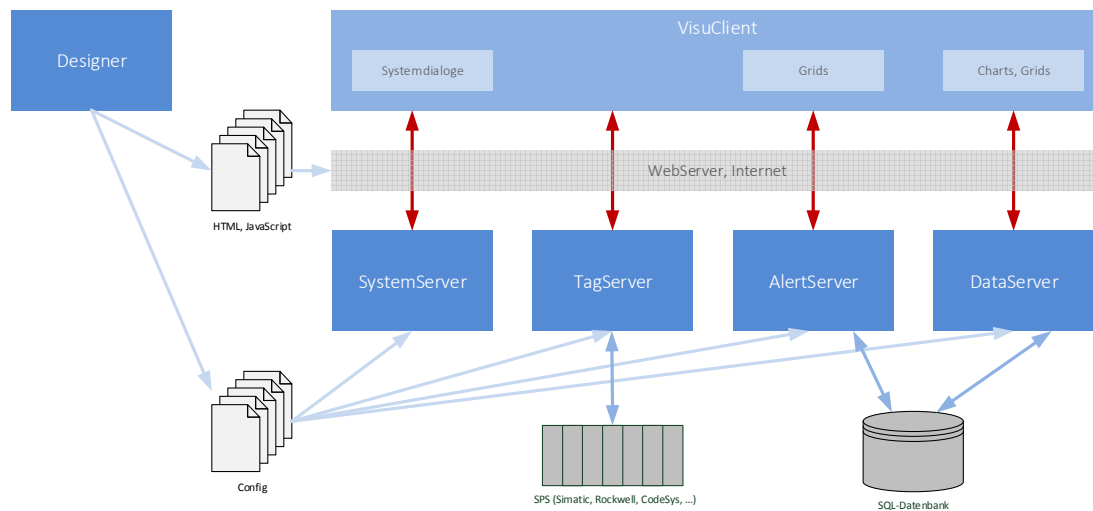 Designer
VisuClient
Systemdialoge
Grids
Charts, Grids
WebServer, Internet
HTML, JavaScript
SystemServer
TagServer
AlertServer
DataServer
Config
SPS (Simatic, Rockwell, CodeSys, ...)
SQL-Datenbank